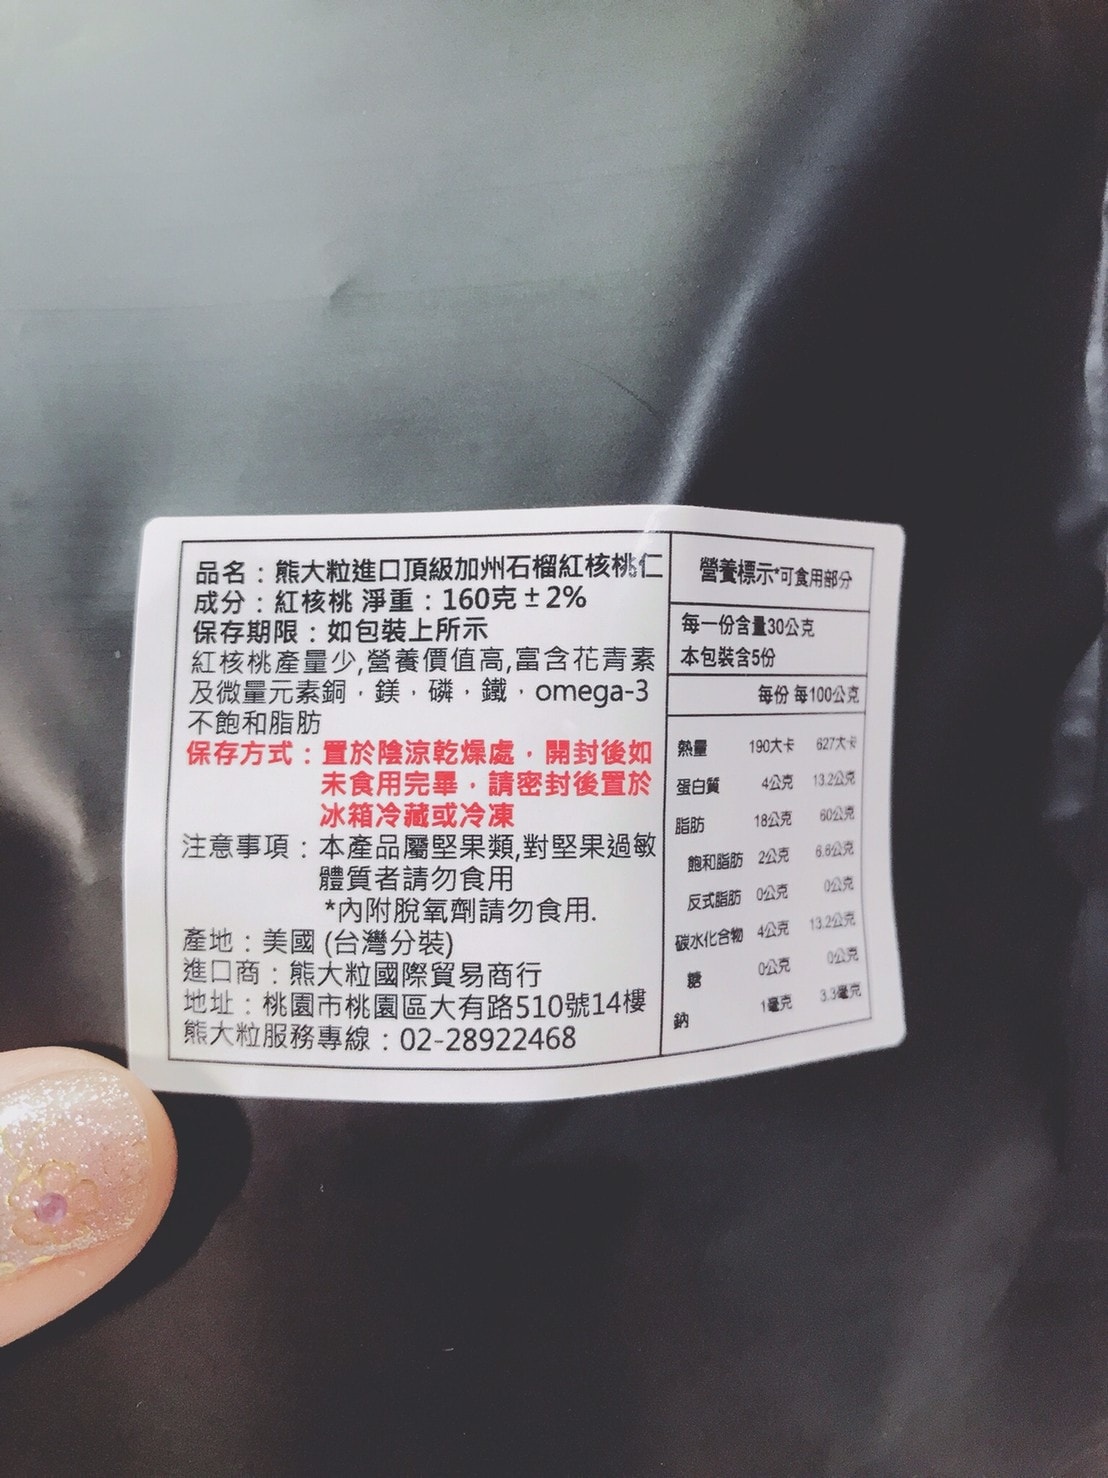 品名：熊大粒進口頂級加州石榴紅核桃仁
成分：紅核桃 淨重：160克±2%
保存期限：如包裝上所示
紅核桃產量少,營養價值高,富含花青素
及微量元素銅，鎂，磷，鐵，omega-3
不飽和脂肪
保存方式：置於陰涼乾燥處，開封後如
未食用完畢，請密封後置於
冰箱冷藏或冷凍
注意事項：本產品屬堅果類,對堅果過敏
體質者請勿食用
*內附脫氧劑請勿食用.
產地：美國 (台灣分裝)
進口商：熊大粒國際貿易商行
地址：桃園市桃園區大有路510號14樓
熊大粒服務專線：02-28922468
營養標示*可食用部分
每一份含量30公克
本包裝含5份
每份 每100公克
熱量 190大卡 627大卡
蛋白質 4公克 13.2公克
脂肪 18公克 60公克
飽和脂肪 2公克 6.6公克
反式脂肪 0公克 0公克
碳水化合物 4公克 13.2公克
糖 0公克 0公克
鈉 1毫克 3.3毫克